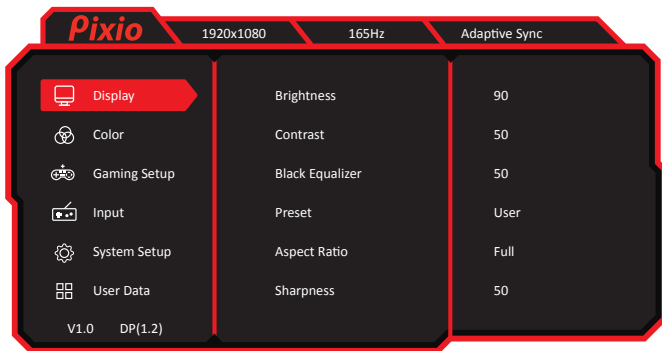 Pixio 1920x1080 165Hz Adaptive Sync
Display Brightness 90
Color Contrast 50
Gaming Setup Black Equalizer 50
Input Preset User
System Setup Aspect Ratio Full
User Data Sharpness 50
V1.0 DP(1.2)